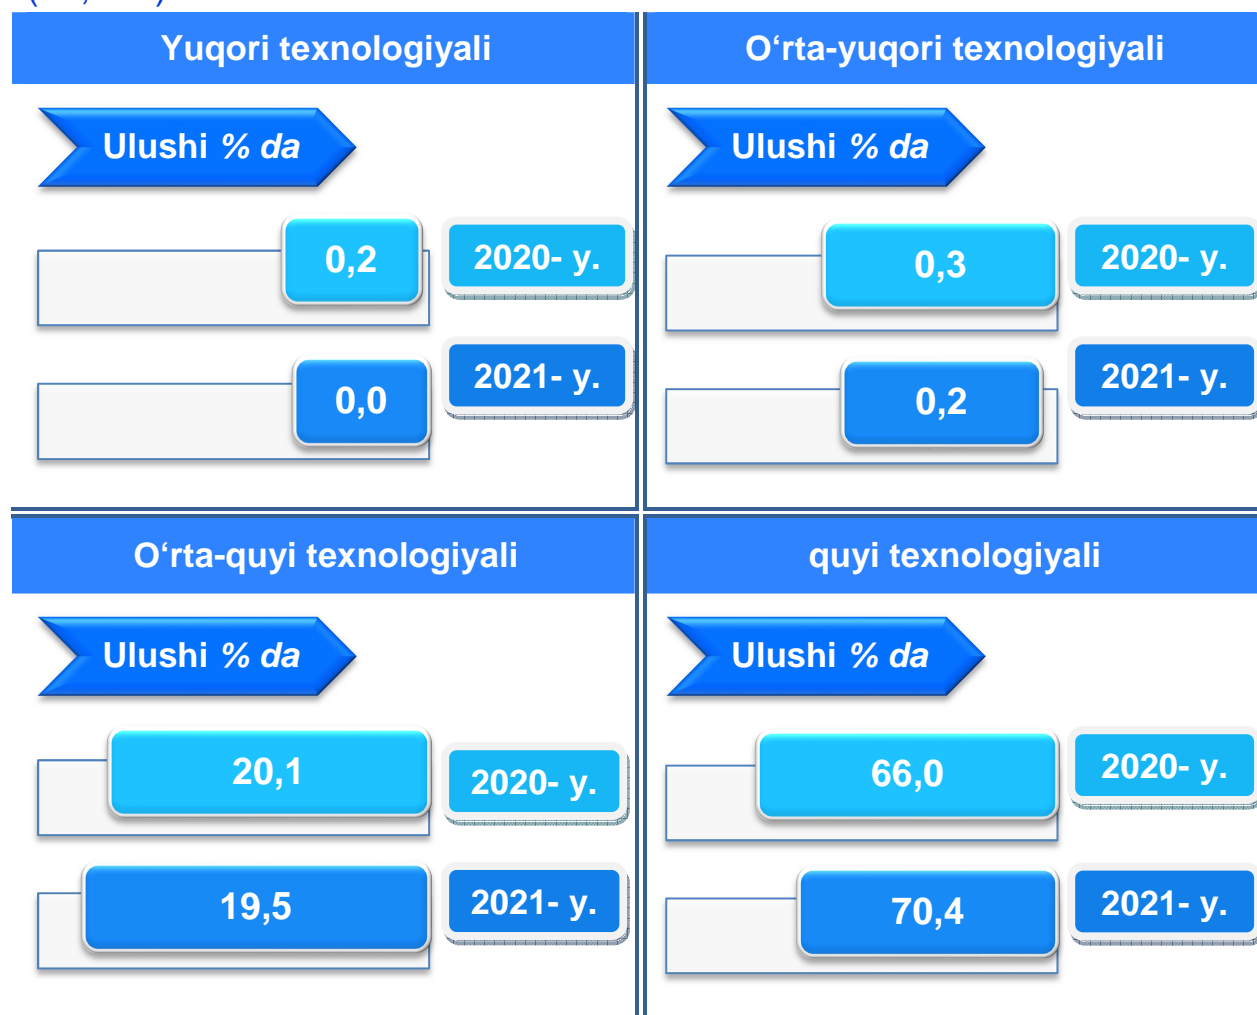 Yuqori texnologiyali
Ulushi % da
0,2
2020- y.
0,0
2021- y.
O‘rta-yuqori texnologiyali
Ulushi % da
0,3
2020- y.
0,2
2021- y.
O‘rta-quyi texnologiyali
Ulushi % da
20,1
2020- y.
19,5
2021- y.
quyi texnologiyali
Ulushi % da
66,0
2020- y.
70,4
2021- y.